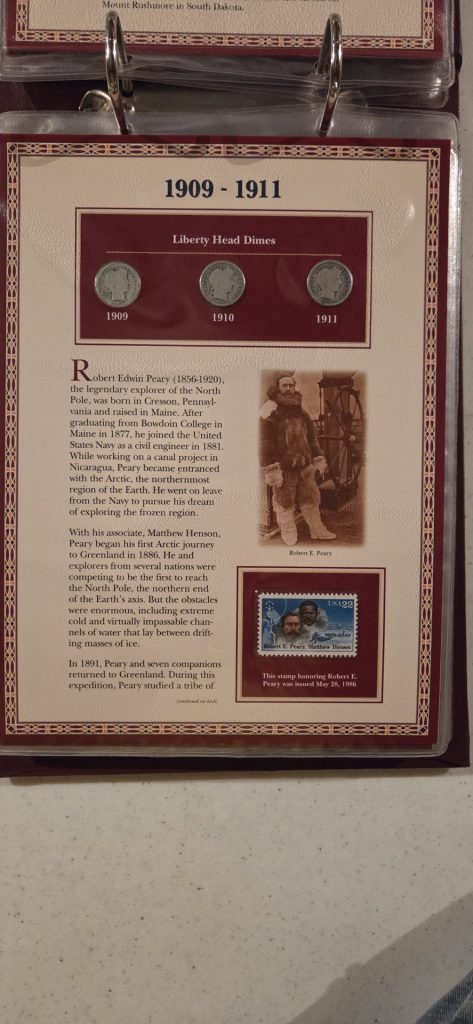 Mount Rushmore in South Dakota.
1909 - 1911
Liberty Head Dimes
1909
1910
1911
Robert Edwin Peary (1856-1920),
the legendary explorer of the North
Pole, was born in Cresson, Pennsyl-
vania and raised in Maine. After
graduating from Bowdoin College in
Maine in 1877, he joined the United
States Navy as a civil engineer in 1881.
While working on a canal project in
Nicaragua, Peary became entranced
with the Arctic, the northernmost
region of the Earth. He went on leave
from the Navy to pursue his dream
of exploring the frozen region.
With his associate, Matthew Henson,
Peary began his first Arctic journey
to Greenland in 1886. He and
explorers from several nations were
competing to be the first to reach
the North Pole, the northern end
of the Earth's axis. But the obstacles
were enormous, including extreme
cold and virtually impassable chan-
nels of water that lay between drift-
ing masses of ice.
In 1891, Peary and seven companions
returned to Greenland. During this
expedition, Peary studied a tribe of
(continued on back)
Robert E. Peary
USA 22
Robert E. Peary, Matthew Henson
This stamp honoring Robert E.
Peary was issued May 28, 1986